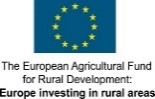 The European Agricultural Fund
for Rural Development:
Europe investing in rural areas